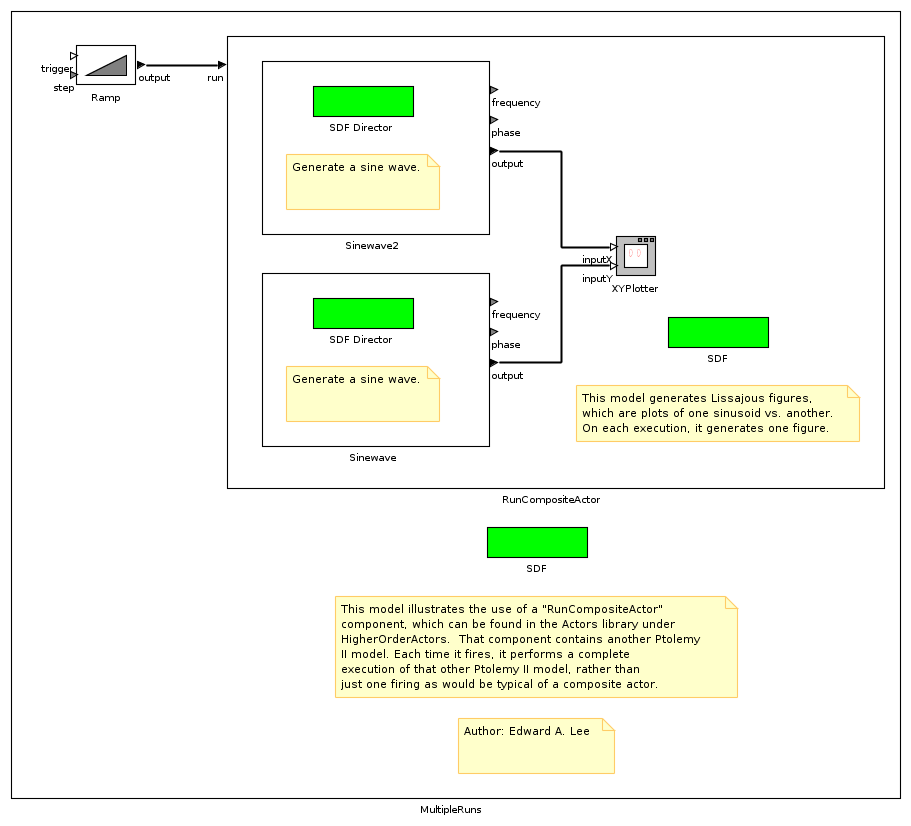 trigger
step
output
Ramp
run
SDF Director
Generate a sine wave.
frequency
phase
output
Sinewave2
SDF Director
Generate a sine wave.
frequency
phase
output
Sinewave
inputX
inputY
XYPlotter
SDF
This model generates Lissajous figures,
which are plots of one sinusoid vs. another.
On each execution, it generates one figure.
RunCompositeActor
SDF
This model illustrates the use of a "RunCompositeActor"
component, which can be found in the Actors library under
HigherOrderActors.  That component contains another Ptolemy
II model. Each time it fires, it performs a complete
execution of that other Ptolemy II model, rather than
just one firing as would be typical of a composite actor.
Author: Edward A. Lee
MultipleRuns